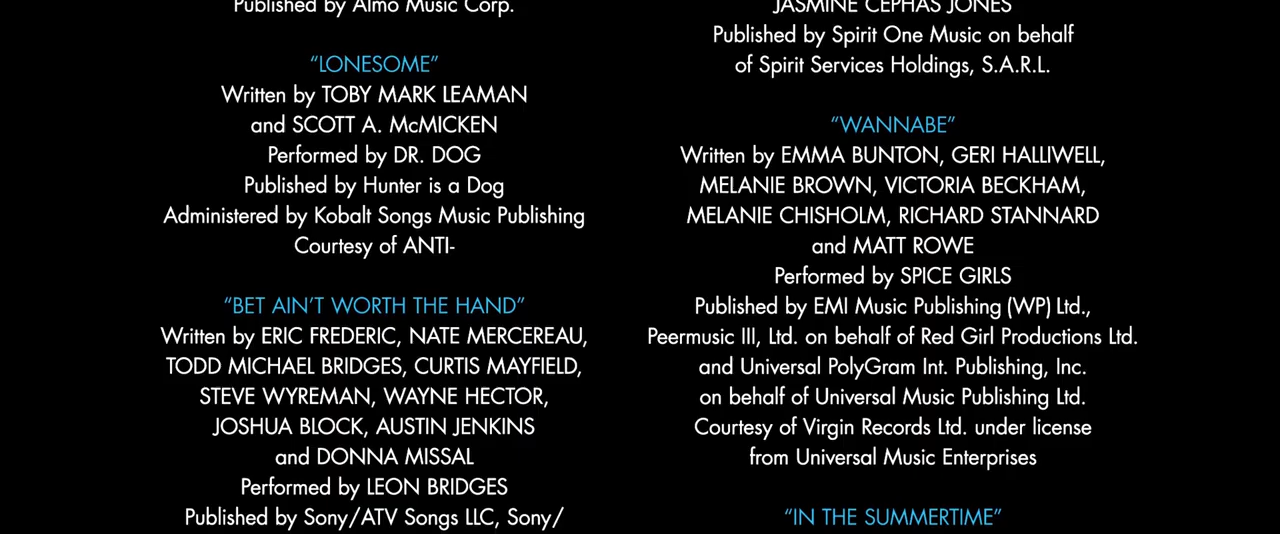 Published by Almo Music Corp.
“LONESOME”
Written by TOBY MARK LEAMAN
and SCOTT A. McMICKEN
Performed by DR. DOG
Published by Hunter is a Dog
Administered by Kobalt Songs Music Publishing
Courtesy of ANTI-
“BET AIN’T WORTH THE HAND”
Written by ERIC FREDERIC, NATE MERCEREAU,
TODD MICHAEL BRIDGES, CURTIS MAYFIELD,
STEVE WYREMAN, WAYNE HECTOR,
JOSHUA BLOCK, AUSTIN JENKINS
and DONNA MISSAL
Performed by LEON BRIDGES
Published by Sony/ATV Songs LLC, Sony/
JASMINE CEPHAS JONES
Published by Spirit One Music on behalf
of Spirit Services Holdings, S.A.R.L.
“WANNABE”
Written by EMMA BUNTON, GERI HALLIWELL,
MELANIE BROWN, VICTORIA BECKHAM,
MELANIE CHISHOLM, RICHARD STANNARD
and MATT ROWE
Performed by SPICE GIRLS
Published by EMI Music Publishing (WP) Ltd.,
Peermusic III, Ltd. on behalf of Red Girl Productions Ltd.
and Universal PolyGram Int. Publishing, Inc.
on behalf of Universal Music Publishing Ltd.
Courtesy of Virgin Records Ltd. under license
from Universal Music Enterprises
“IN THE SUMMERTIME”